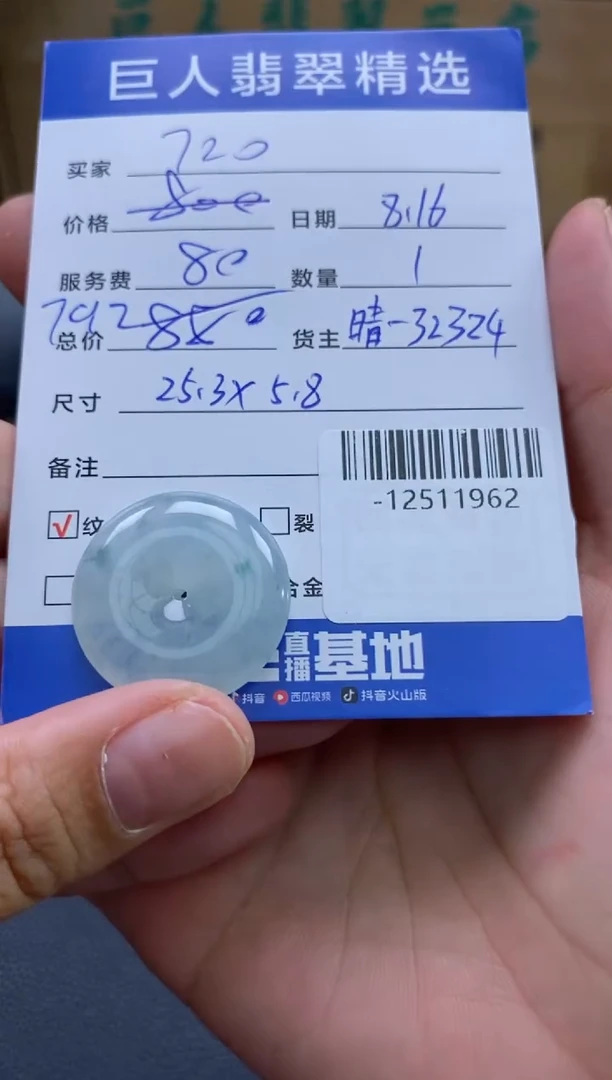 巨人翡翠精选
买家 720
价格 800 日期 8.16
服务费 80 数量 1
总价 792 850 货主 晴-32324
尺寸 25.3x5.8
备注
-12511962
√ 纹 裂
合金
直播基地
抖音 西瓜视频 抖音火山版